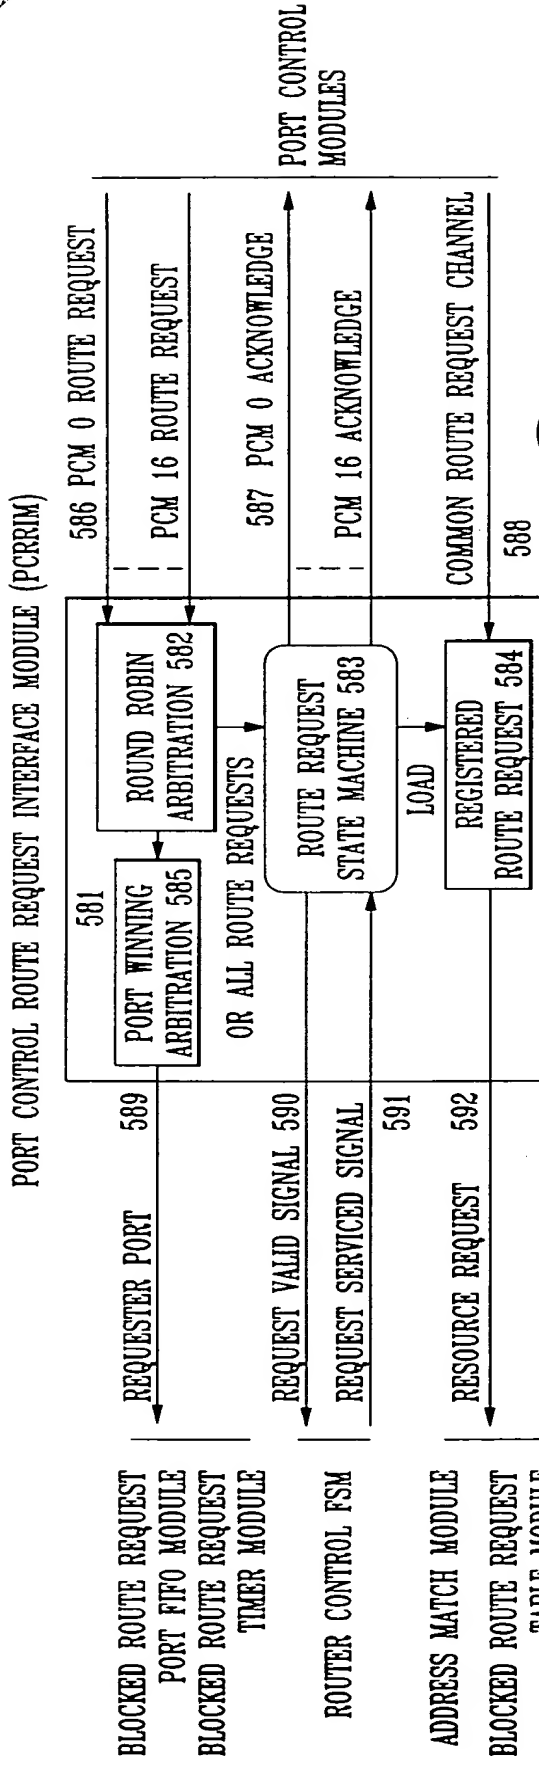 PORT CONTROL ROUTE REQUEST INTERFACE MODULE (PCRRIM)
BLOCKED ROUTE REQUEST
PORT FIFO MODULE
BLOCKED ROUTE REQUEST
TIMER MODULE
REQUESTER PORT
589
581
PORT WINNING
ARBITRATION 585
ROUND ROBIN
ARBITRATION 582
586 PCM 0 ROUTE REQUEST
PCM 16 ROUTE REQUEST
PORT CONTROL
MODULES
OR ALL ROUTE REQUESTS
ROUTER CONTROL FSM
REQUEST VALID SIGNAL 590
REQUEST SERVICED SIGNAL
591
ROUTE REQUEST
STATE MACHINE 583
587 PCM 0 ACKNOWLEDGE
PCM 16 ACKNOWLEDGE
LOAD
ADDRESS MATCH MODULE
BLOCKED ROUTE REQUEST
TABLE MODULE
RESOURCE REQUEST
592
REGISTERED
ROUTE REQUEST 584
COMMON ROUTE REQUEST CHANNEL
588